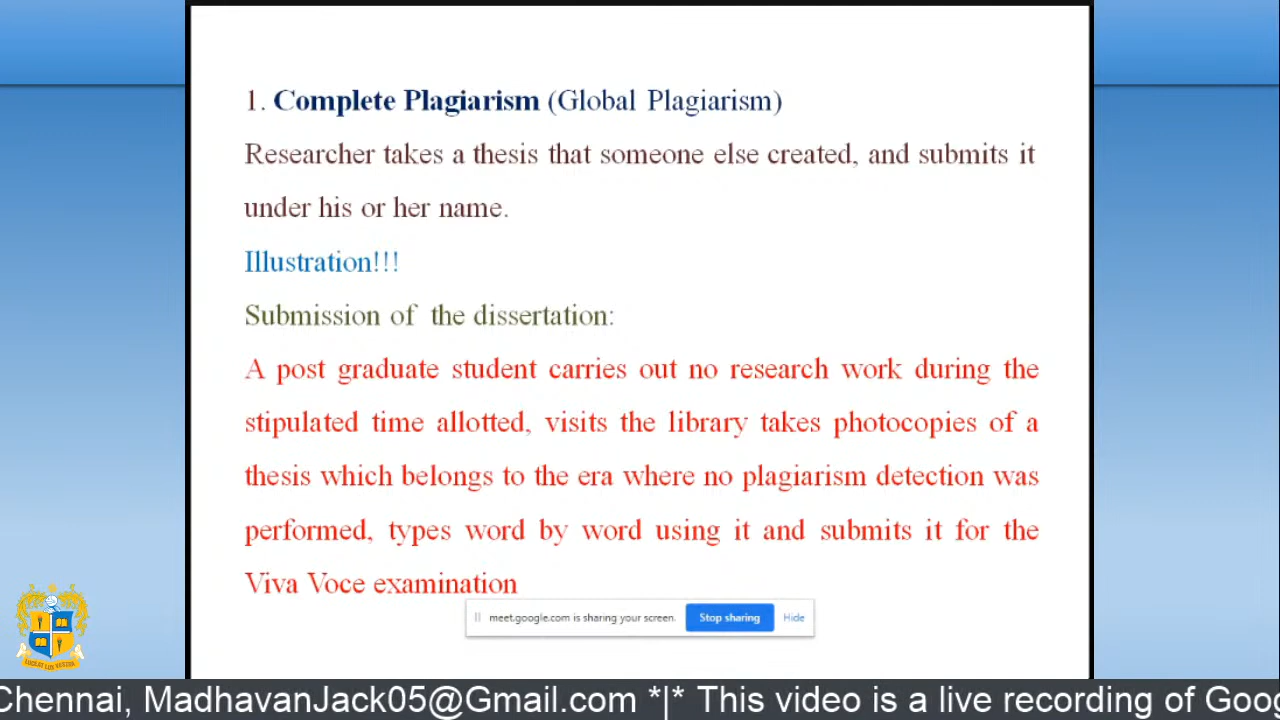 1. Complete Plagiarism (Global Plagiarism)
Researcher takes a thesis that someone else created, and submits it
under his or her name.
Illustration!!!
Submission of the dissertation:
A post graduate student carries out no research work during the
stipulated time allotted, visits the library takes photocopies of a
thesis which belongs to the era where no plagiarism detection was
performed, types word by word using it and submits it for the
Viva Voce examination
meet.google.com is sharing your screen. Stop sharing Hide
Chennai, MadhavanJack05@Gmail.com *|* This video is a live recording of Goog